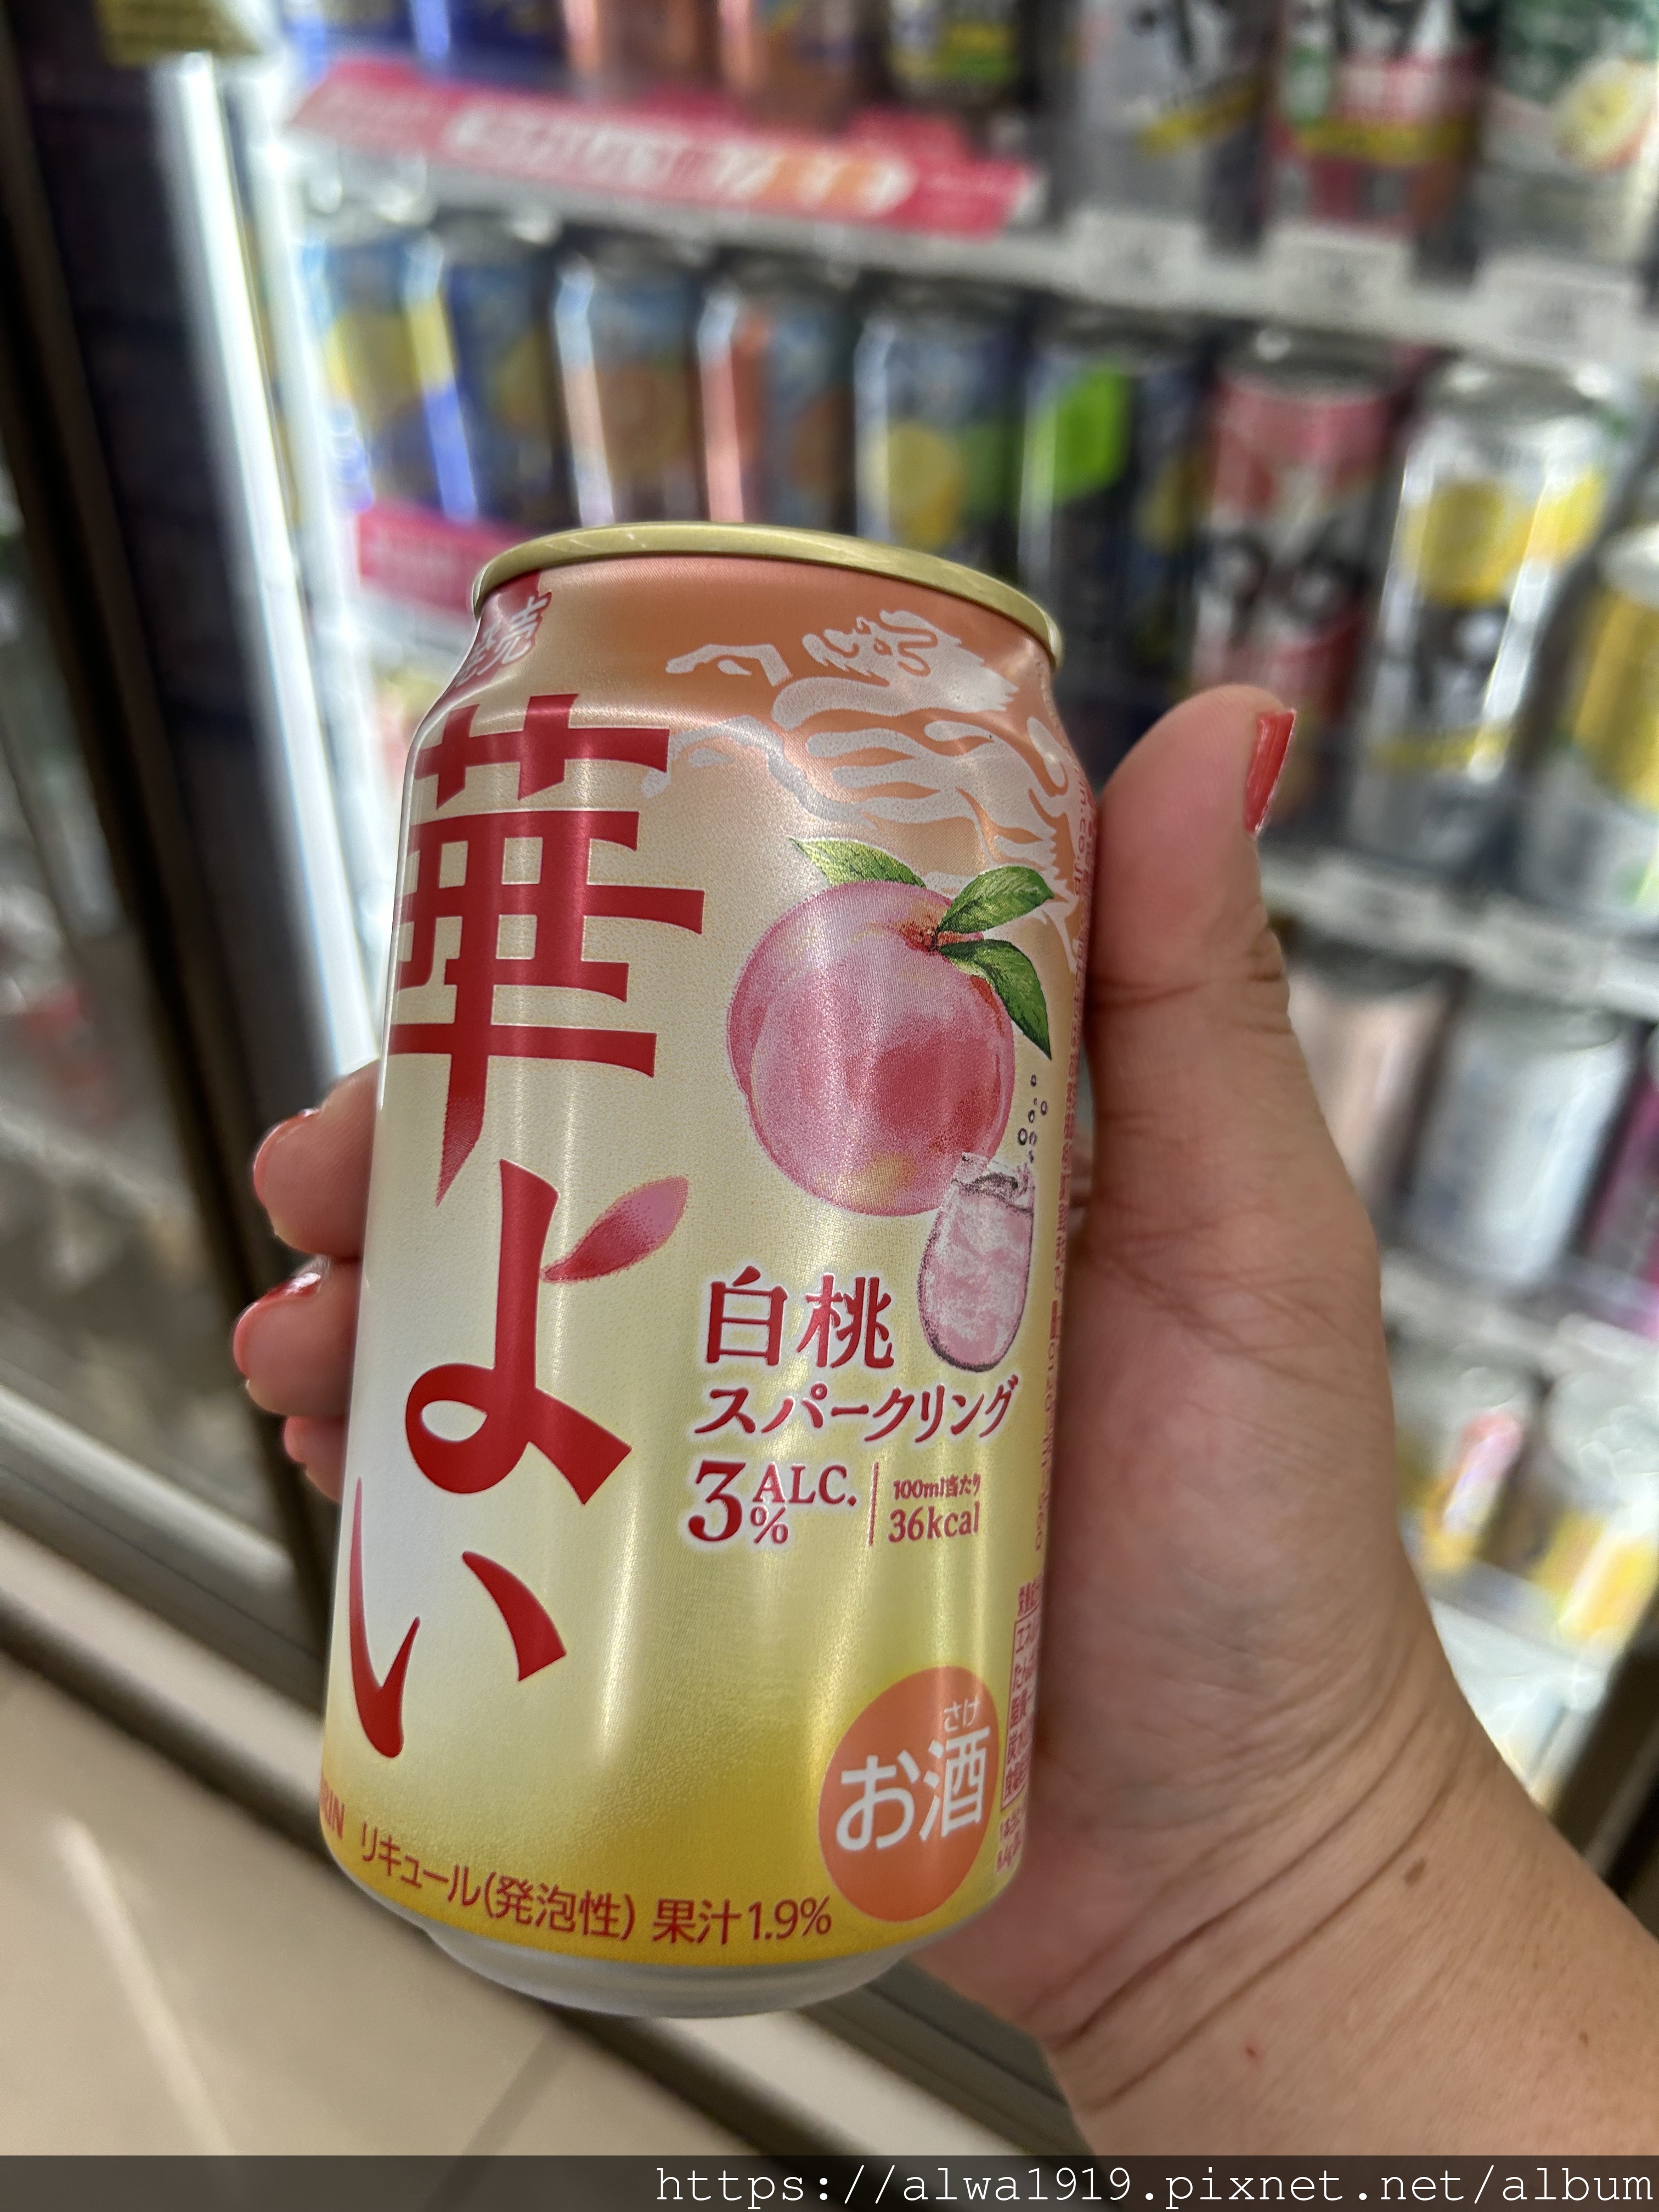 華よい
白桃
スパークリング
3% ALC.
100ml当たり
36kcal
さけ
お酒
リキュール(発泡性) 果汁1.9%
https://alwa1919.pixnet.net/album